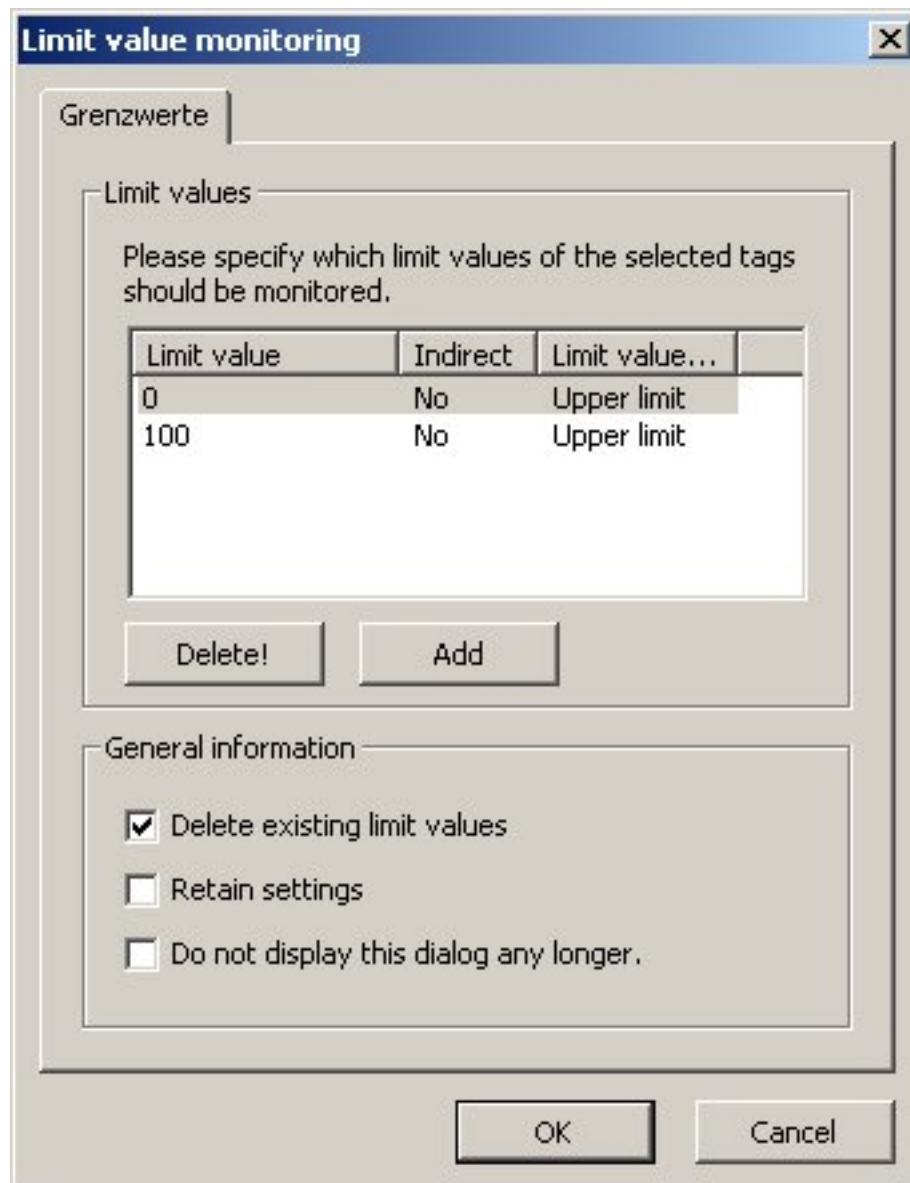 Limit value monitoring
Grenzwerte
Limit values
Please specify which limit values of the selected tags
should be monitored.
Limit value Indirect Limit value...
0 No Upper limit
100 No Upper limit
Delete! Add
General information
Delete existing limit values
Retain settings
Do not display this dialog any longer.
OK Cancel